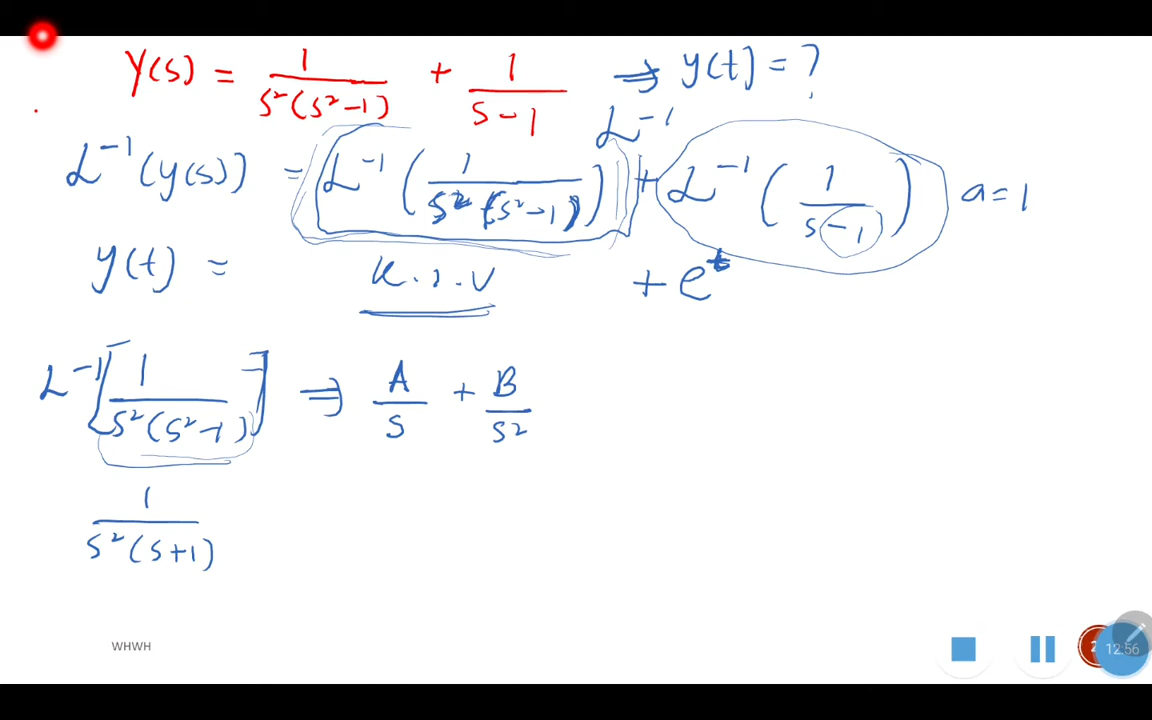 Y(s) = 1/(s²(s²-1)) + 1/(s-1) ⇒ y(t) = ?
ℒ⁻¹
ℒ⁻¹(y(s)) = ℒ⁻¹(1/(s²(s²-1))) + ℒ⁻¹(1/(s-1)) a=1
y(t) = + eᵗ
ℒ⁻¹[1/(s²(s²-1))] ⇒ A/s + B/s²
1/(s²(s+1))
WHWH
12:56